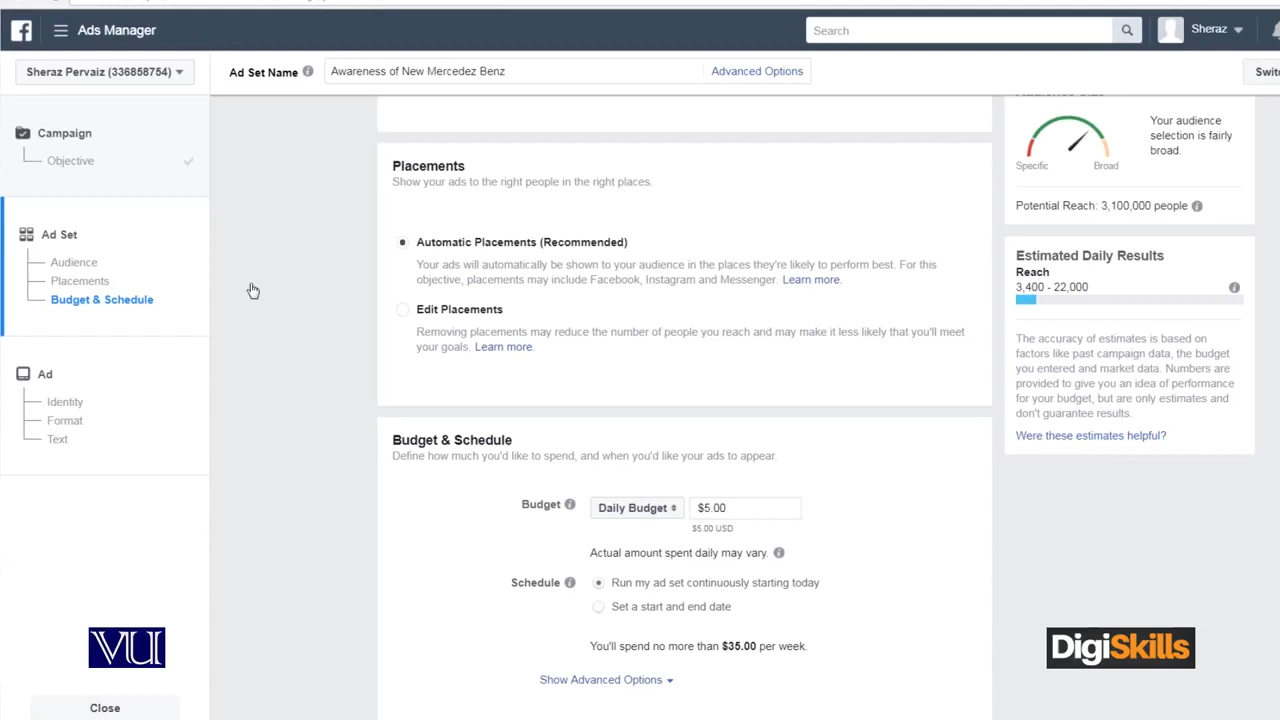 Ads Manager
Search
Sheraz
Sheraz Pervaiz (336858754)
Ad Set Name
Awareness of New Mercedez Benz
Advanced Options
Campaign
Objective
Ad Set
Audience
Placements
Budget & Schedule
Ad
Identity
Format
Text
Close
Placements
Show your ads to the right people in the right places.
Automatic Placements (Recommended)
Your ads will automatically be shown to your audience in the places they're likely to perform best. For this
objective, placements may include Facebook, Instagram and Messenger. Learn more.
Edit Placements
Removing placements may reduce the number of people you reach and may make it less likely that you'll meet
your goals. Learn more.
Budget & Schedule
Define how much you'd like to spend, and when you'd like your ads to appear.
Budget
Daily Budget
$5.00
$5.00 USD
Actual amount spent daily may vary.
Schedule
Run my ad set continuously starting today
Set a start and end date
You'll spend no more than $35.00 per week.
Show Advanced Options
Your audience
selection is fairly
broad.
Specific
Broad
Potential Reach: 3,100,000 people
Estimated Daily Results
Reach
3,400 - 22,000
The accuracy of estimates is based on
factors like past campaign data, the budget
you entered and market data. Numbers are
provided to give you an idea of performance
for your budget, but are only estimates and
don't guarantee results.
Were these estimates helpful?
VU
DigiSkills